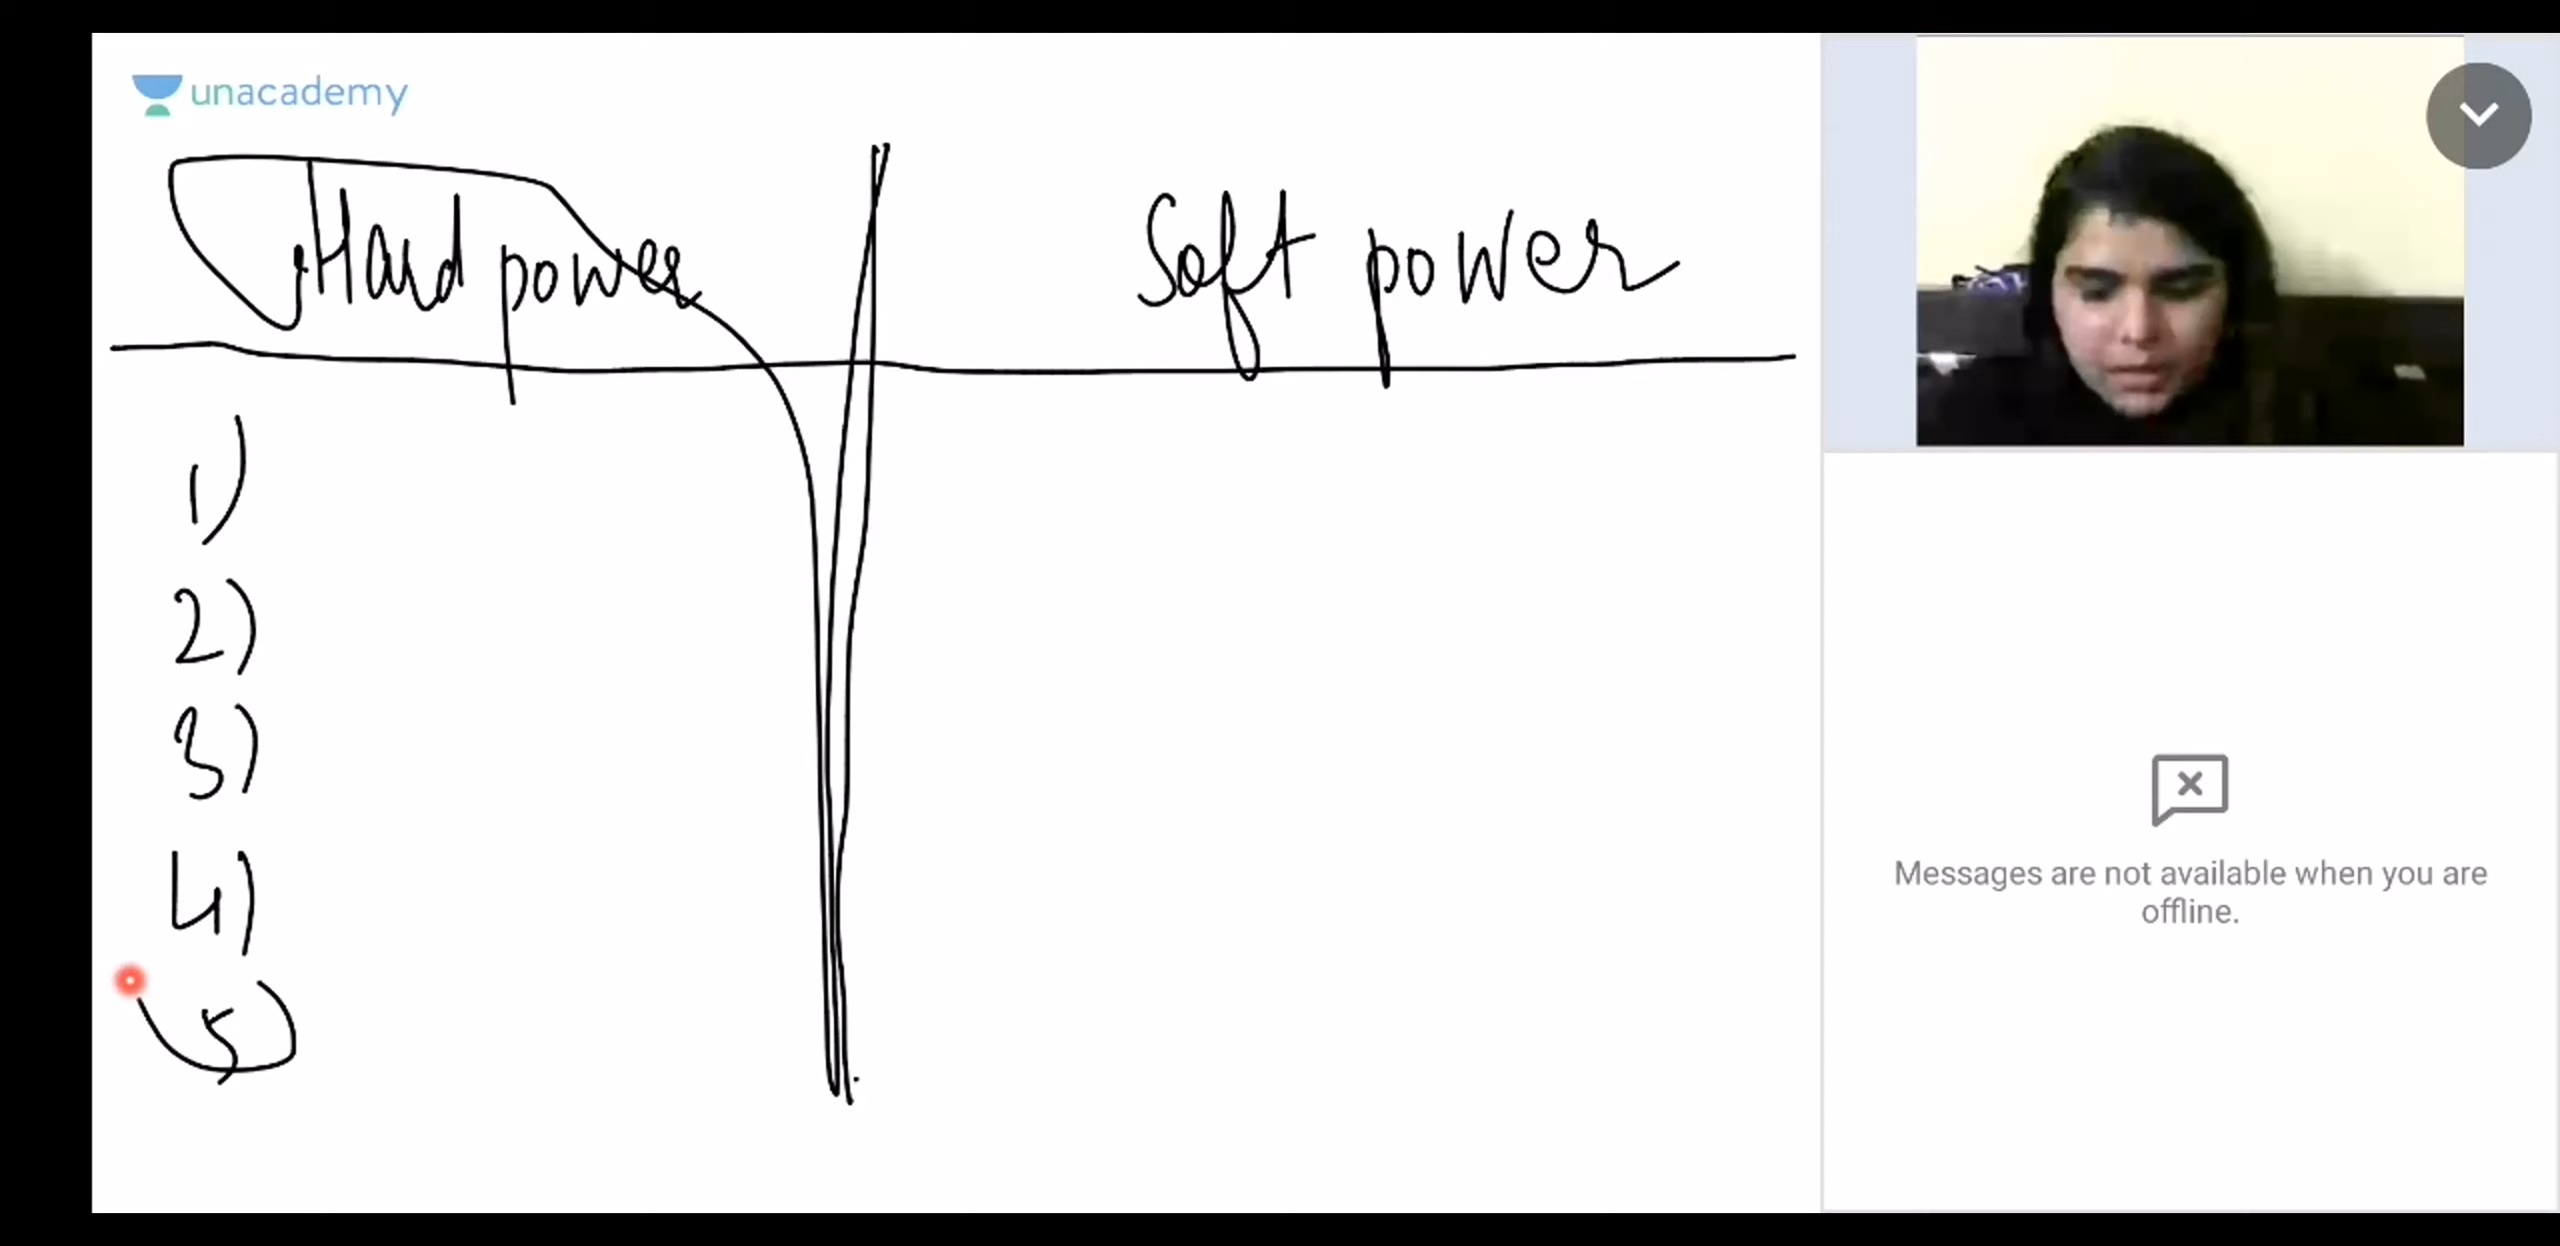 unacademy
Hard power
Soft power
1)
2)
3)
4)
5)
Messages are not available when you are
offline.